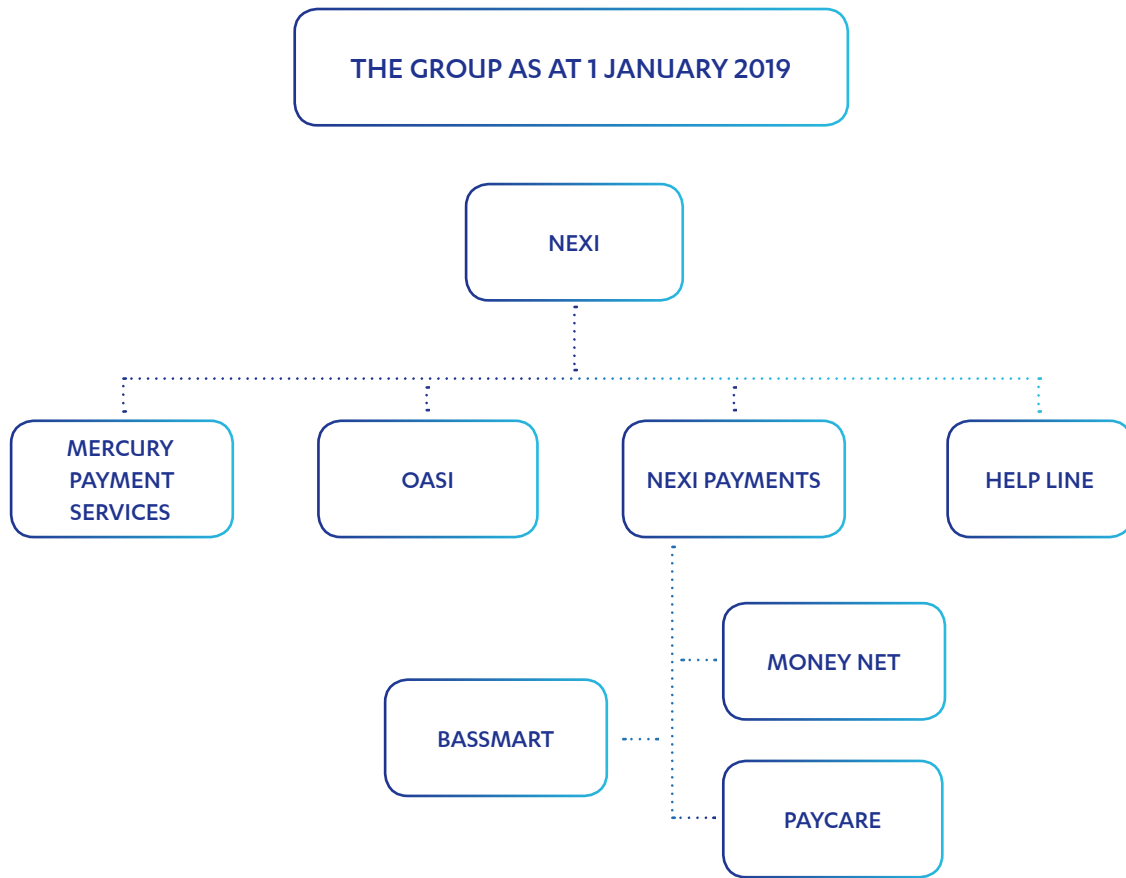 THE GROUP AS AT 1 JANUARY 2019
NEXI
MERCURY
PAYMENT
SERVICES
OASI
NEXI PAYMENTS
HELP LINE
MONEY NET
BASSMART
PAYCARE